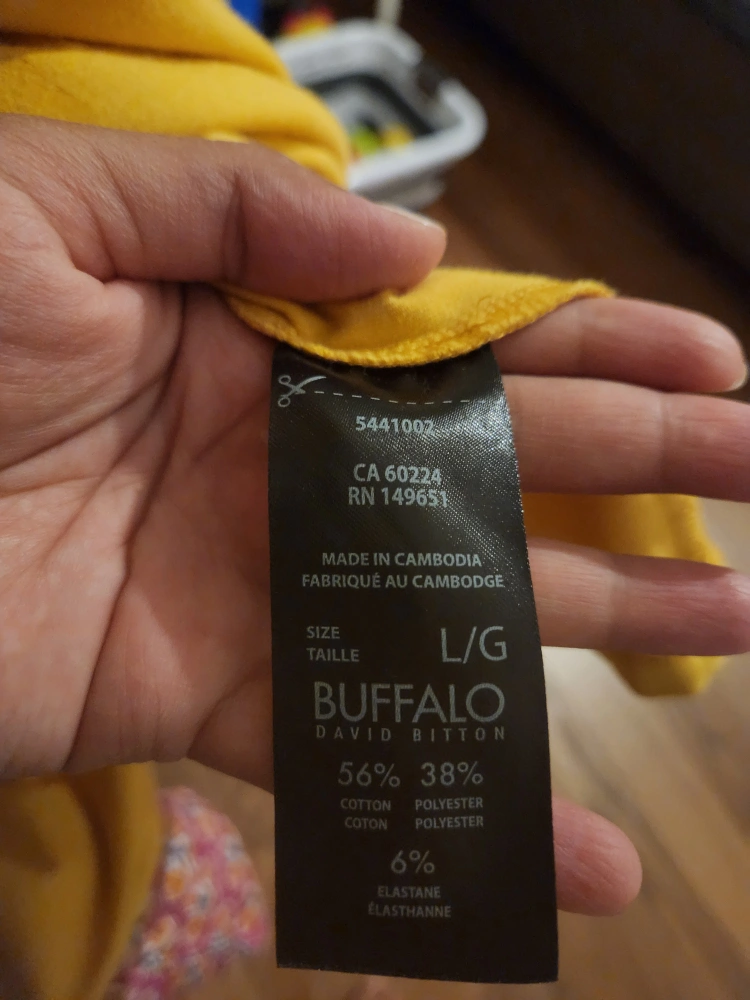 5441002
CA 60224
RN 149651
MADE IN CAMBODIA
FABRIQUÉ AU CAMBODGE
SIZE L/G
TAILLE
BUFFALO
DAVID BITTON
56% 38%
COTTON POLYESTER
COTON POLYESTER
6%
ELASTANE
ÉLASTHANNE